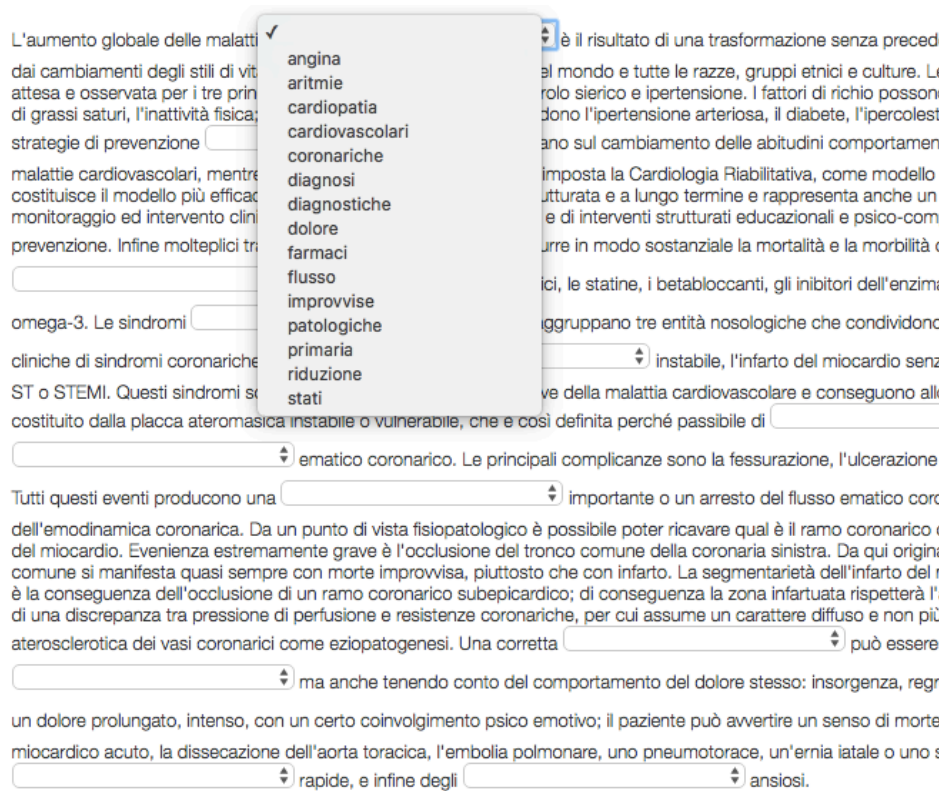 L'aumento globale delle malatti ✓ è il risultato di una trasformazione senza preced
angina
aritmie
cardiopatia
cardiovascolari
coronariche
diagnosi
diagnostiche
dolore
farmaci
flusso
improvvise
patologiche
primaria
riduzione
stati
dai cambiamenti degli stili di vit el mondo e tutte le razze, gruppi etnici e culture. Le
attesa e osservata per i tre prin rolo sierico e ipertensione. I fattori di richio posson
di grassi saturi, l'inattività fisica; dono l'ipertensione arteriosa, il diabete, l'ipercolest
strategie di prevenzione ano sul cambiamento delle abitudini comportamen
malattie cardiovascolari, mentre imposta la Cardiologia Riabilitativa, come modello
costituisce il modello più efficac utturata e a lungo termine e rappresenta anche un
monitoraggio ed intervento clini e di interventi strutturati educazionali e psico-com
prevenzione. Infine molteplici tra urre in modo sostanziale la mortalità e la morbilità
ici, le statine, i betabloccanti, gli inibitori dell'enzima
omega-3. Le sindromi aggruppano tre entità nosologiche che condividono
cliniche di sindromi coronariche instabile, l'infarto del miocardio senz
ST o STEMI. Questi sindromi so ve della malattia cardiovascolare e conseguono all
costituito dalla placca ateromasica instabile o vulnerabile, che è così definita perché passibile di
ematico coronarico. Le principali complicanze sono la fessurazione, l'ulcerazione
Tutti questi eventi producono una importante o un arresto del flusso ematico coro
dell'emodinamica coronarica. Da un punto di vista fisiopatologico è possibile poter ricavare qual è il ramo coronarico
del miocardio. Evenienza estremamente grave è l'occlusione del tronco comune della coronaria sinistra. Da qui origina
comune si manifesta quasi sempre con morte improvvisa, piuttosto che con infarto. La segmentarietà dell'infarto del
è la conseguenza dell'occlusione di un ramo coronarico subepicardico; di conseguenza la zona infartuata rispetterà l'
di una discrepanza tra pressione di perfusione e resistenze coronariche, per cui assume un carattere diffuso e non più
aterosclerotica dei vasi coronarici come eziopatogenesi. Una corretta può essere
ma anche tenendo conto del comportamento del dolore stesso: insorgenza, regr
un dolore prolungato, intenso, con un certo coinvolgimento psico emotivo; il paziente può avvertire un senso di morte
miocardico acuto, la dissecazione dell'aorta toracica, l'embolia polmonare, uno pneumotorace, un'ernia iatale o uno s
rapide, e infine degli ansiosi.